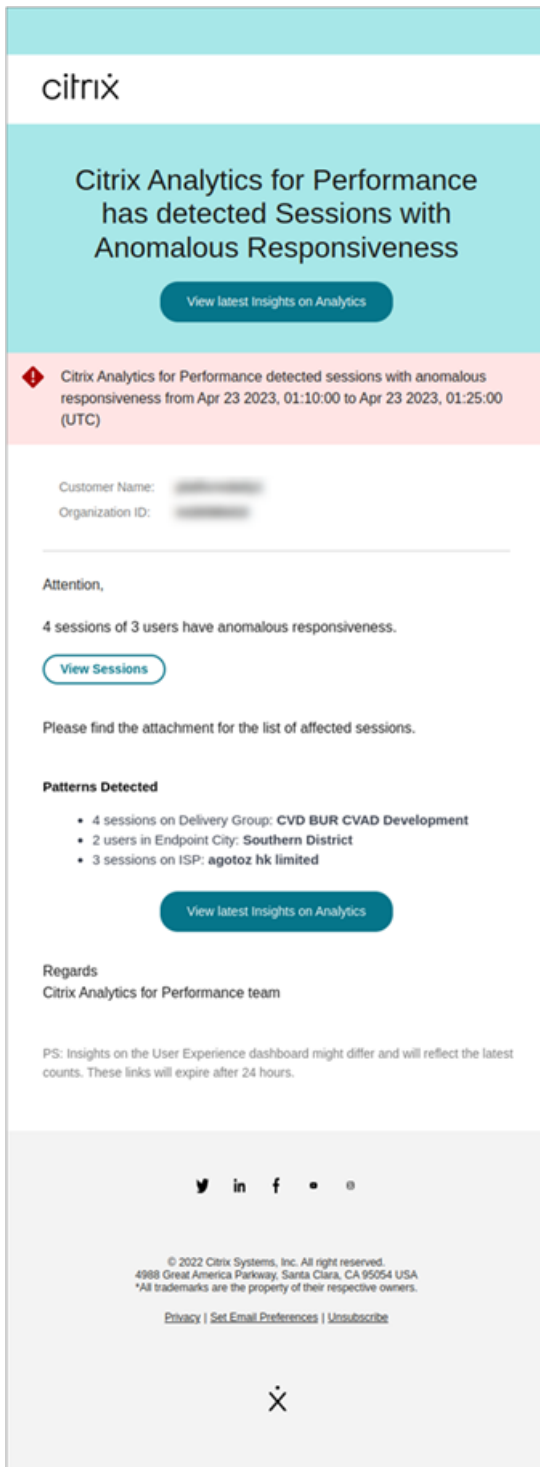 citrix
Citrix Analytics for Performance
has detected Sessions with
Anomalous Responsiveness
View latest Insights on Analytics
Citrix Analytics for Performance detected sessions with anomalous
responsiveness from Apr 23 2023, 01:10:00 to Apr 23 2023, 01:25:00
(UTC)
Customer Name:
Organization ID:
Attention,
4 sessions of 3 users have anomalous responsiveness.
View Sessions
Please find the attachment for the list of affected sessions.
Patterns Detected
• 4 sessions on Delivery Group: CVD BUR CVAD Development
• 2 users in Endpoint City: Southern District
• 3 sessions on ISP: agotoz hk limited
View latest Insights on Analytics
Regards
Citrix Analytics for Performance team
PS: Insights on the User Experience dashboard might differ and will reflect the latest
counts. These links will expire after 24 hours.
© 2022 Citrix Systems, Inc. All right reserved.
4988 Great America Parkway, Santa Clara, CA 95054 USA
*All trademarks are the property of their respective owners.
Privacy | Set Email Preferences | Unsubscribe